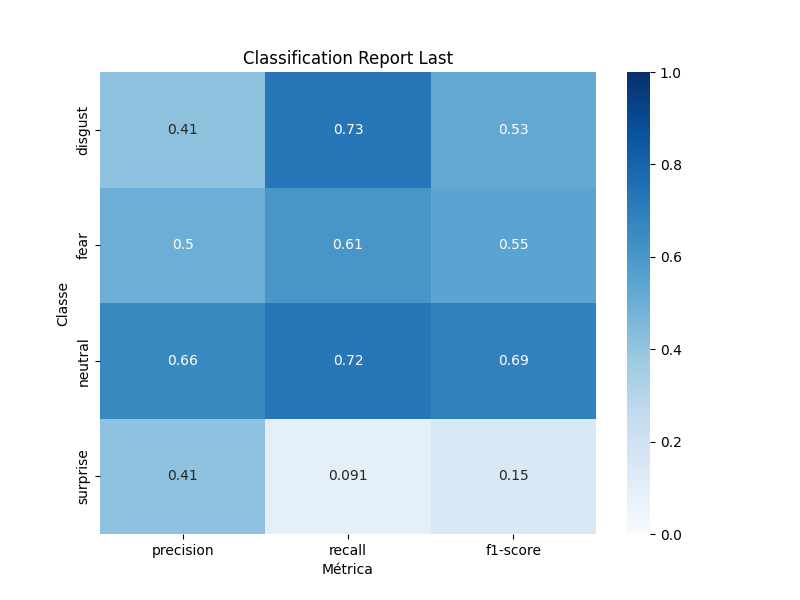 Classification Report Last
Classe
disgust 0.41 0.73 0.53
fear 0.5 0.61 0.55
neutral 0.66 0.72 0.69
surprise 0.41 0.091 0.15
precision recall f1-score
Métrica
1.0
0.8
0.6
0.4
0.2
0.0